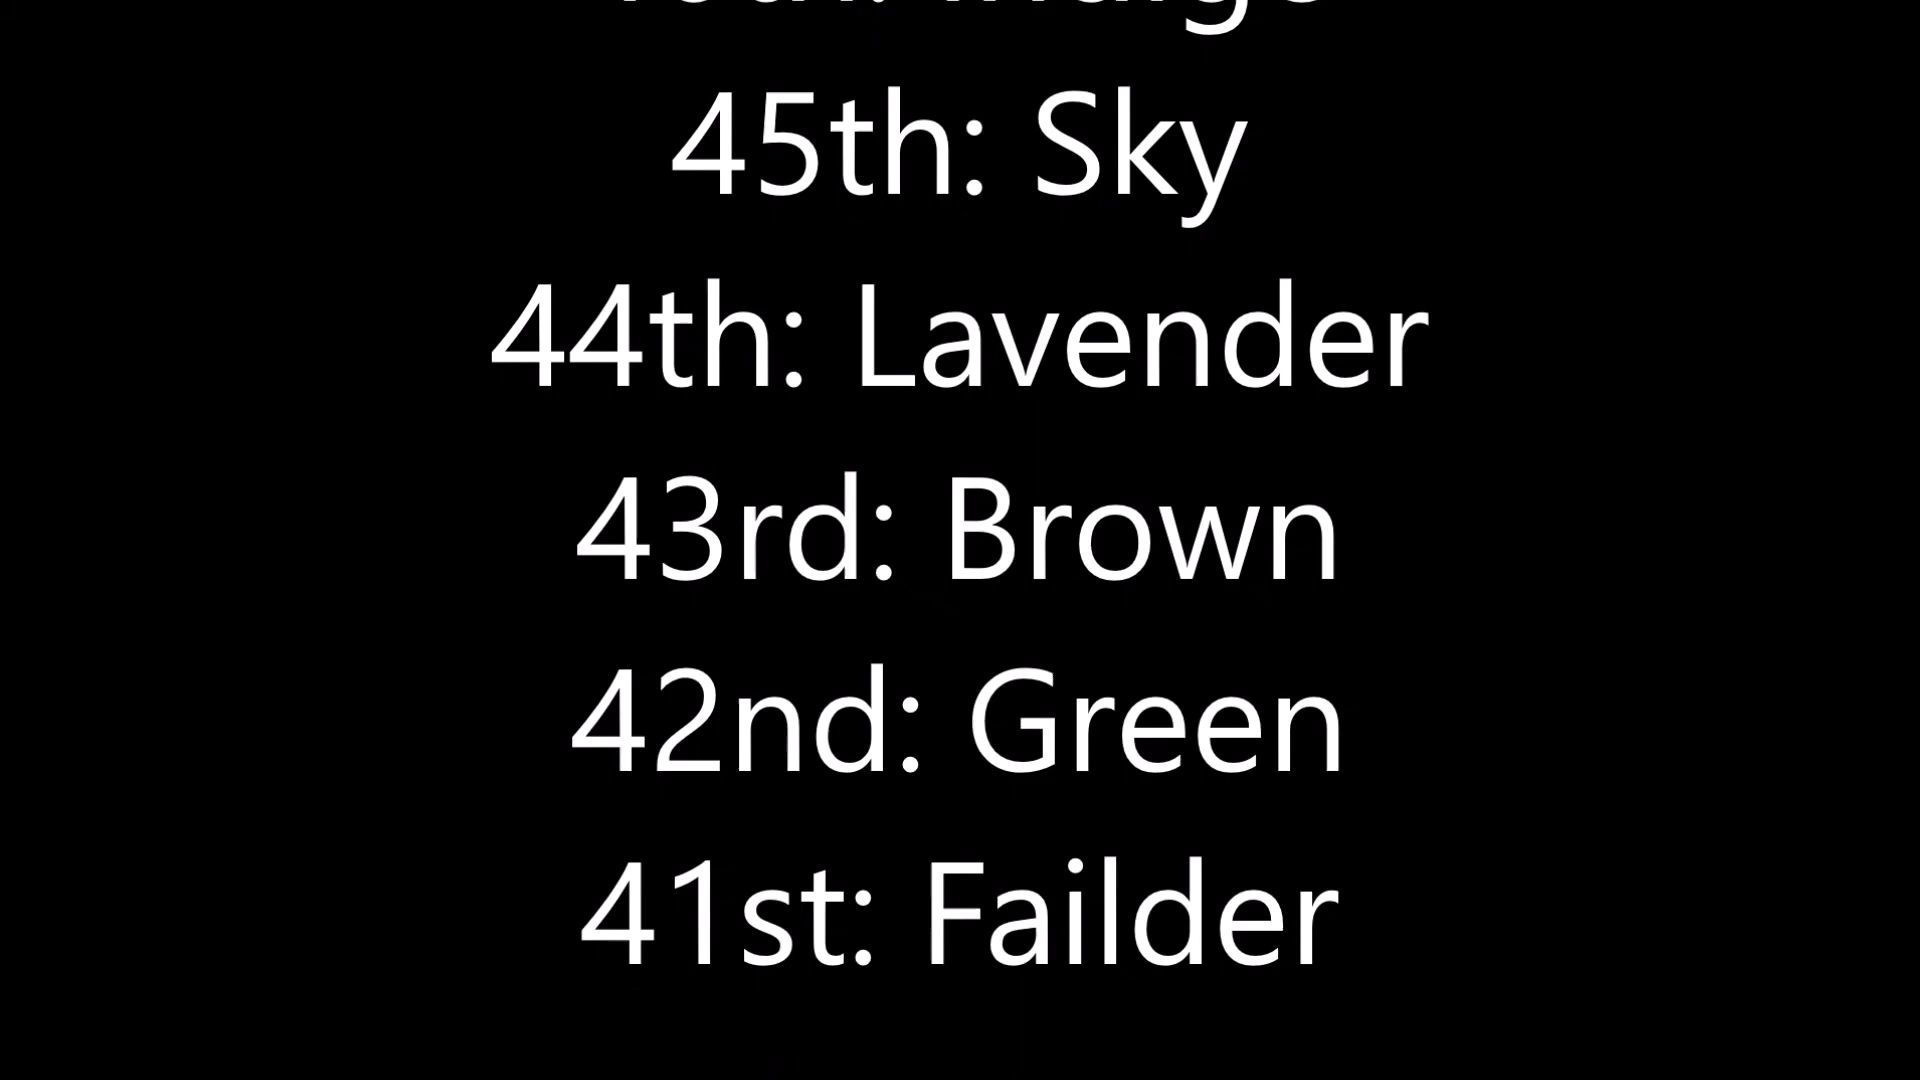 45th: Sky
44th: Lavender
43rd: Brown
42nd: Green
41st: Failder